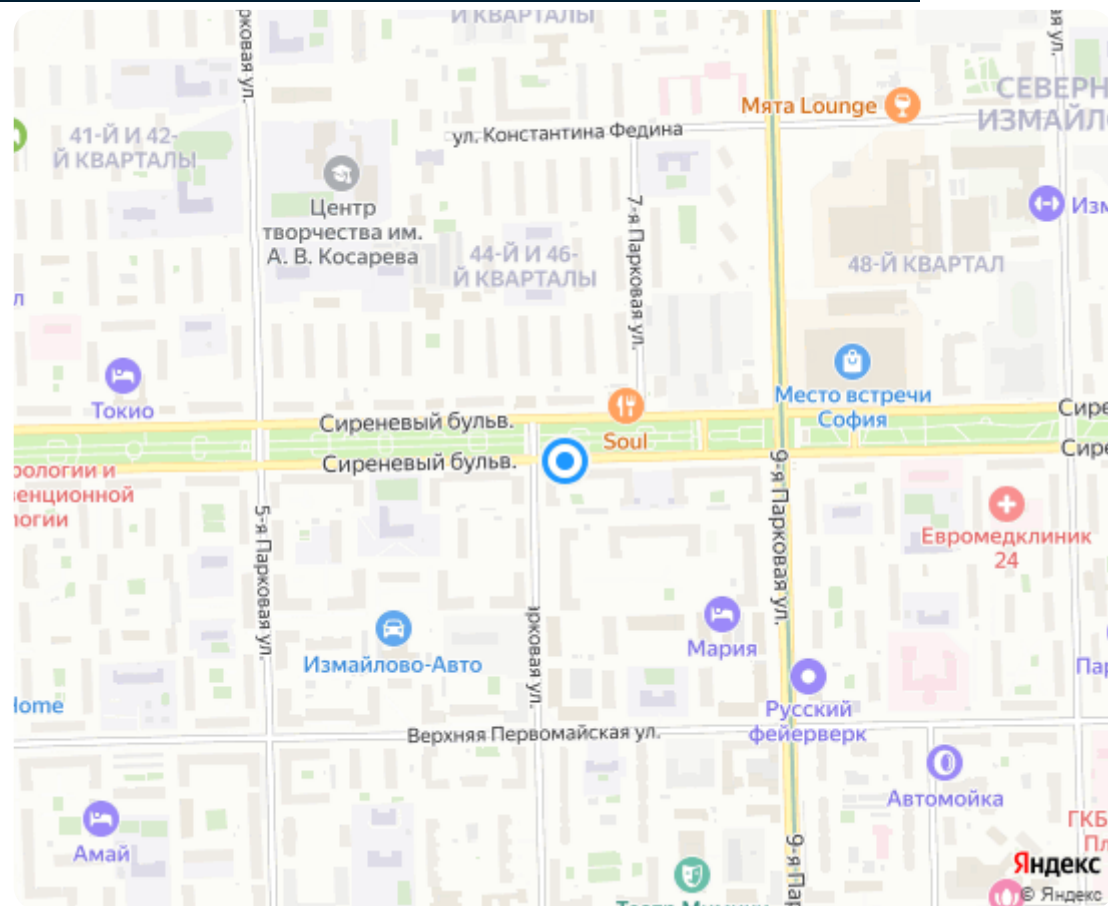 Й КВАРТАЛЫ
рковая ул.
я ул.
Мята Lounge
СЕВЕРН
ИЗМАЙЛО
41-Й И 42-
Й КВАРТАЛЫ
ул. Константина Федина
Центр
творчества им.
А. В. Косарева
7-я Парковая ул.
Изм
44-Й И 46-
Й КВАРТАЛЫ
48-Й КВАРТАЛ
л
Токио
Место встречи
София
Сиреневый бульв.
Soul
Сире
Сиреневый бульв.
Сире
рологии и
венционной
логии
5-я Парковая ул.
9-я Парковая ул.
Евромедклиник
24
Измайлово-Авто
рковая ул.
Мария
Пар
Home
Русский
фейерверк
Верхняя Первомайская ул.
Автомойка
Амай
9-я Пар
ГКБ
Пл
Яндекс
© Яндекс